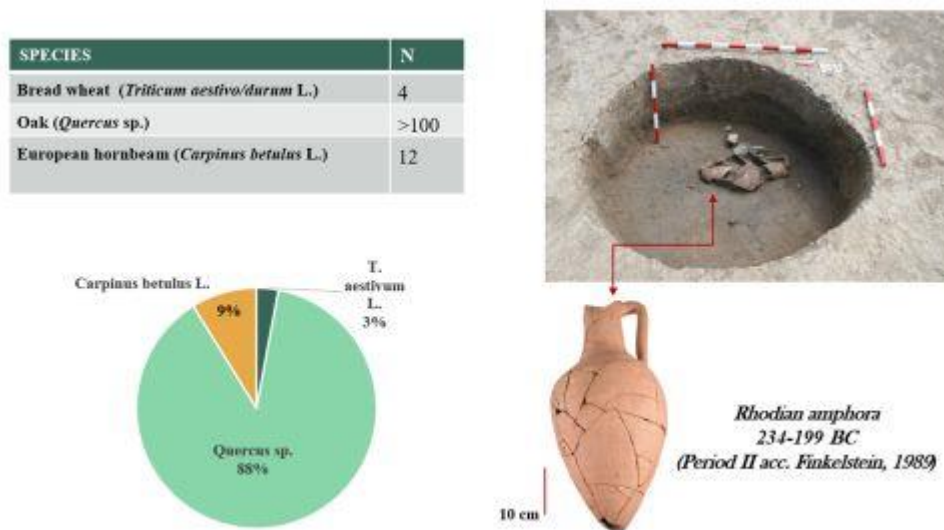 SPECIES N
Bread wheat (Triticum aestivo/durum L.) 4
Oak (Quercus sp.) >100
European hornbeam (Carpinus betulus L.) 12
Carpinus betulus L.
9%
T.
aestivum
L.
3%
Quercus sp.
88%
Rhodian amphora
234-199 BC
(Period II acc. Finkelstein, 1989)
10 cm